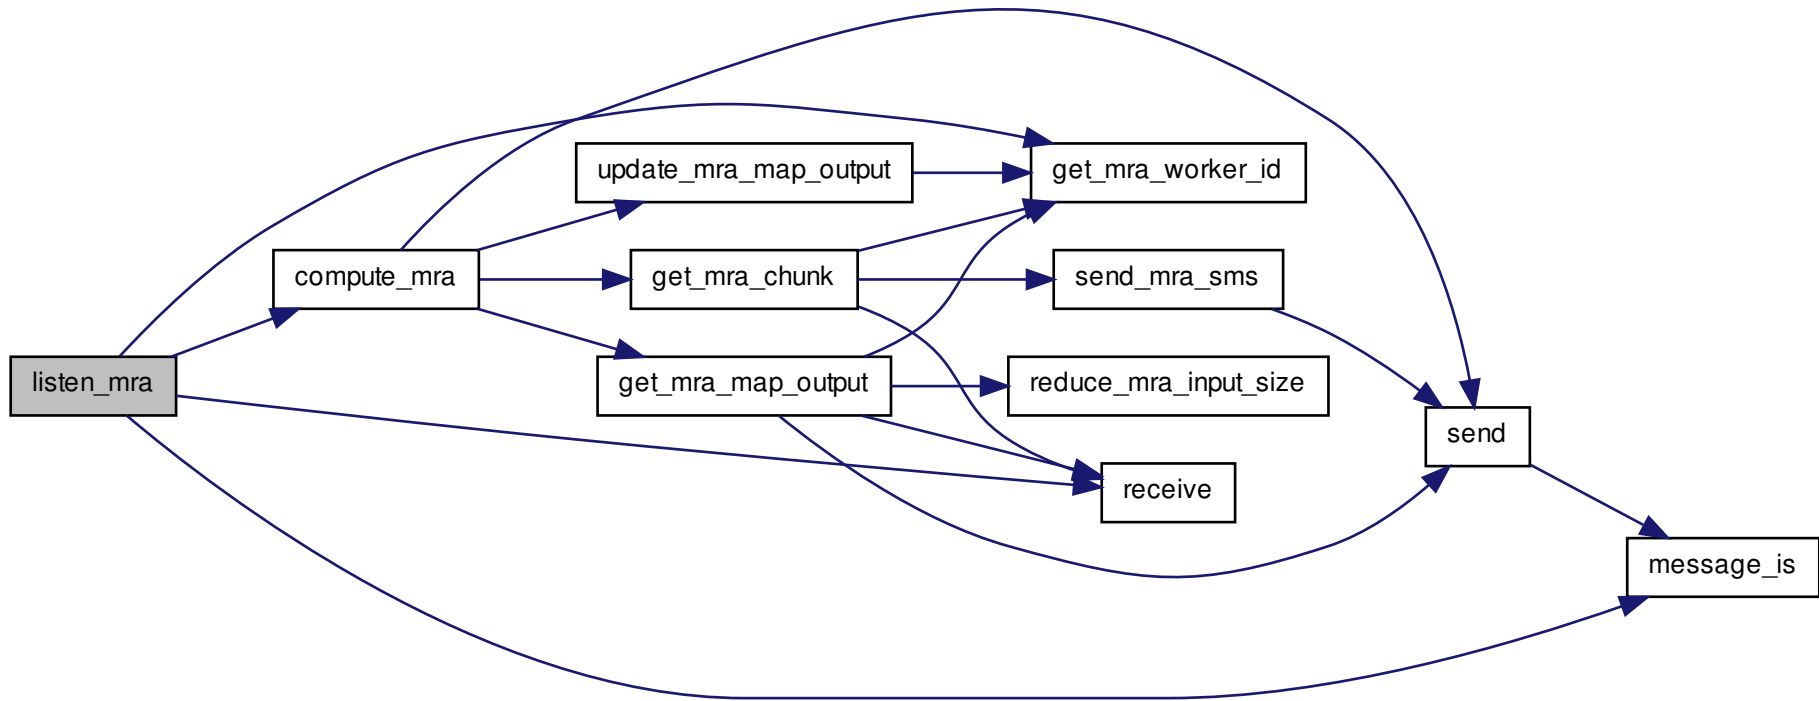 listen_mra
compute_mra
update_mra_map_output
get_mra_chunk
get_mra_map_output
get_mra_worker_id
send_mra_sms
reduce_mra_input_size
receive
send
message_is